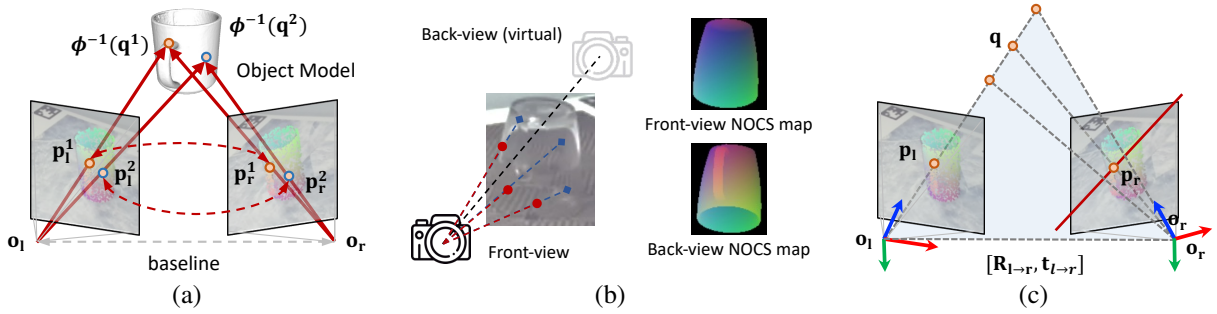 ϕ⁻¹(q¹)
ϕ⁻¹(q²)
Object Model
p_l^1
p_l^2
p_r^1
p_r^2
o_l
o_r
baseline
(a)
Back-view (virtual)
Front-view
Front-view NOCS map
Back-view NOCS map
(b)
q
p_l
p_r
o_l
o_r
o_r
[R_{l→r}, t_{l→r}]
(c)